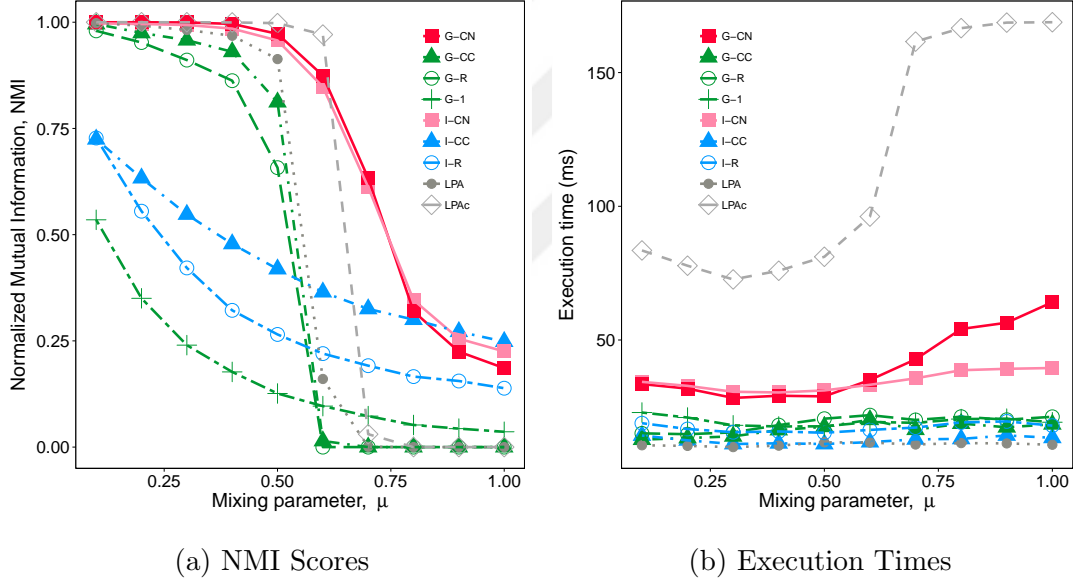 Normalized Mutual Information, NMI
1.00
0.75
0.50
0.25
0.00
0.25
0.50
0.75
1.00
Mixing parameter, μ
G−CN
G−CC
G−R
G−1
I−CN
I−CC
I−R
LPA
LPAc
(a) NMI Scores
Execution time (ms)
150
100
50
0.25
0.50
0.75
1.00
Mixing parameter, μ
G−CN
G−CC
G−R
G−1
I−CN
I−CC
I−R
LPA
LPAc
(b) Execution Times